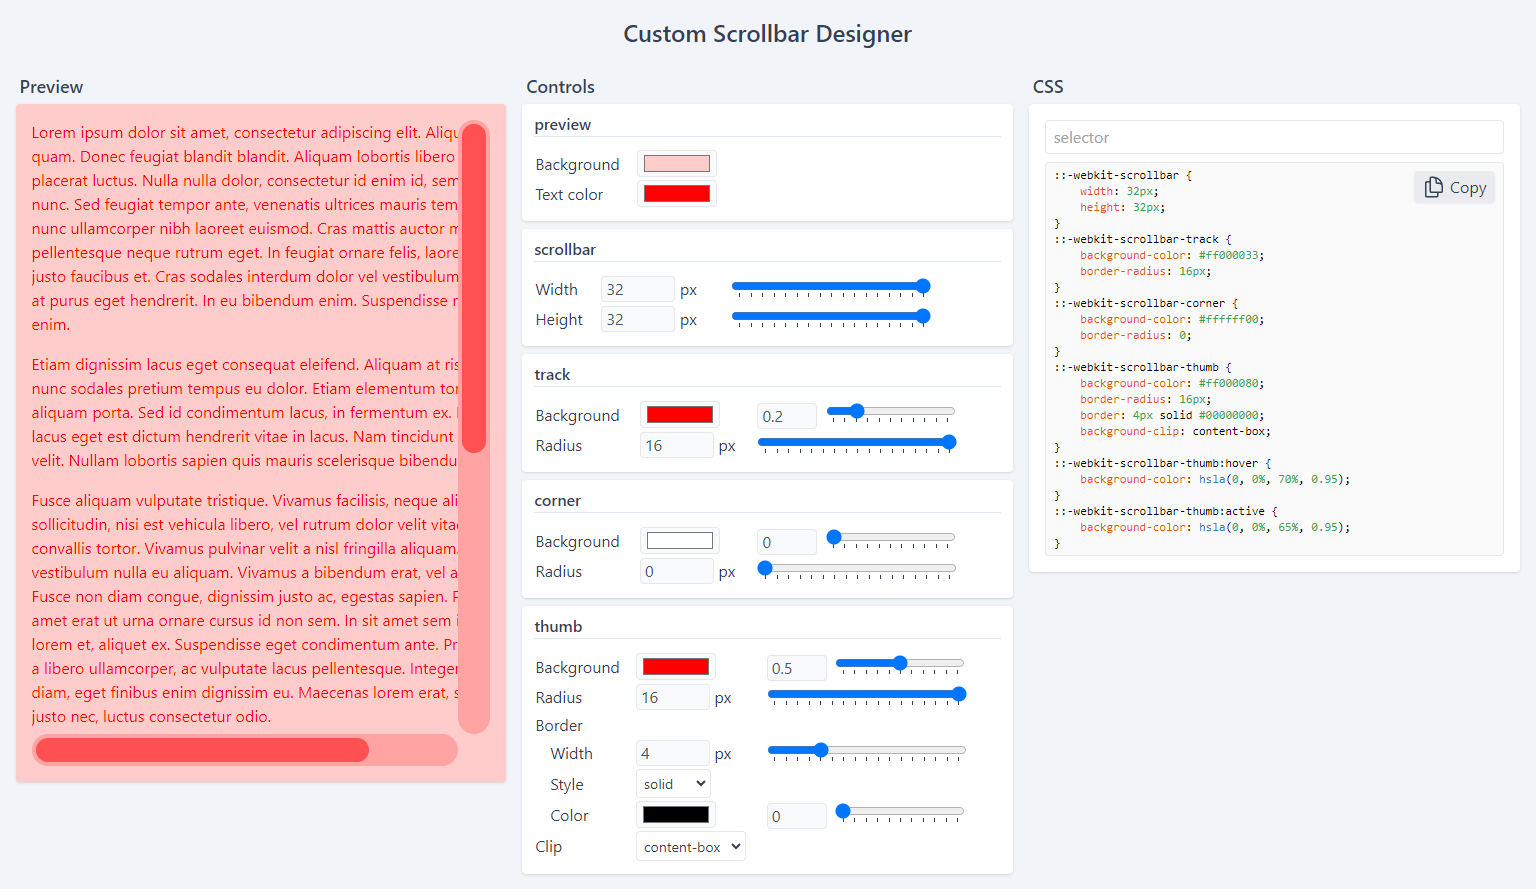 Custom Scrollbar Designer
Preview
Lorem ipsum dolor sit amet, consectetur adipiscing elit. Aliqu
quam. Donec feugiat blandit blandit. Aliquam lobortis libero
placerat luctus. Nulla nulla dolor, consectetur id enim id, sem
nunc. Sed feugiat tempor ante, venenatis ultrices mauris tem
nunc ullamcorper nibh laoreet euismod. Cras mattis auctor m
pellentesque neque rutrum eget. In feugiat ornare felis, laore
justo faucibus et. Cras sodales interdum dolor vel vestibulum
at purus eget hendrerit. In eu bibendum enim. Suspendisse
enim.
Etiam dignissim lacus eget consequat eleifend. Aliquam at ris
nunc sodales pretium tempus eu dolor. Etiam elementum tor
aliquam porta. Sed id condimentum lacus, in fermentum ex.
lacus eget est dictum hendrerit vitae in lacus. Nam tincidunt
velit. Nullam lobortis sapien quis mauris scelerisque bibendu
Fusce aliquam vulputate tristique. Vivamus facilisis, neque ali
sollicitudin, nisi est vehicula libero, vel rutrum dolor velit vitae
convallis tortor. Vivamus pulvinar velit a nisl fringilla aliquam.
vestibulum nulla eu aliquam. Vivamus a bibendum erat, vel a
Fusce non diam congue, dignissim justo ac, egestas sapien.
amet erat ut urna ornare cursus id non sem. In sit amet sem
lorem et, aliquet ex. Suspendisse eget condimentum ante. Pr
a libero ullamcorper, ac vulputate lacus pellentesque. Integer
diam, eget finibus enim dignissim eu. Maecenas lorem erat, s
justo nec, luctus consectetur odio.
Controls
preview
Background
Text color
scrollbar
Width 32 px
Height 32 px
track
Background 0.2
Radius 16 px
corner
Background 0
Radius 0 px
thumb
Background 0.5
Radius 16 px
Border
Width 4 px
Style solid
Color 0
Clip content-box
CSS
selector
Copy
::-webkit-scrollbar {
width: 32px;
height: 32px;
}
::-webkit-scrollbar-track {
background-color: #ff000033;
border-radius: 16px;
}
::-webkit-scrollbar-corner {
background-color: #ffffff00;
border-radius: 0;
}
::-webkit-scrollbar-thumb {
background-color: #ff000080;
border-radius: 16px;
border: 4px solid #00000000;
background-clip: content-box;
}
::-webkit-scrollbar-thumb:hover {
background-color: hsla(0, 0%, 70%, 0.95);
}
::-webkit-scrollbar-thumb:active {
background-color: hsla(0, 0%, 65%, 0.95);
}